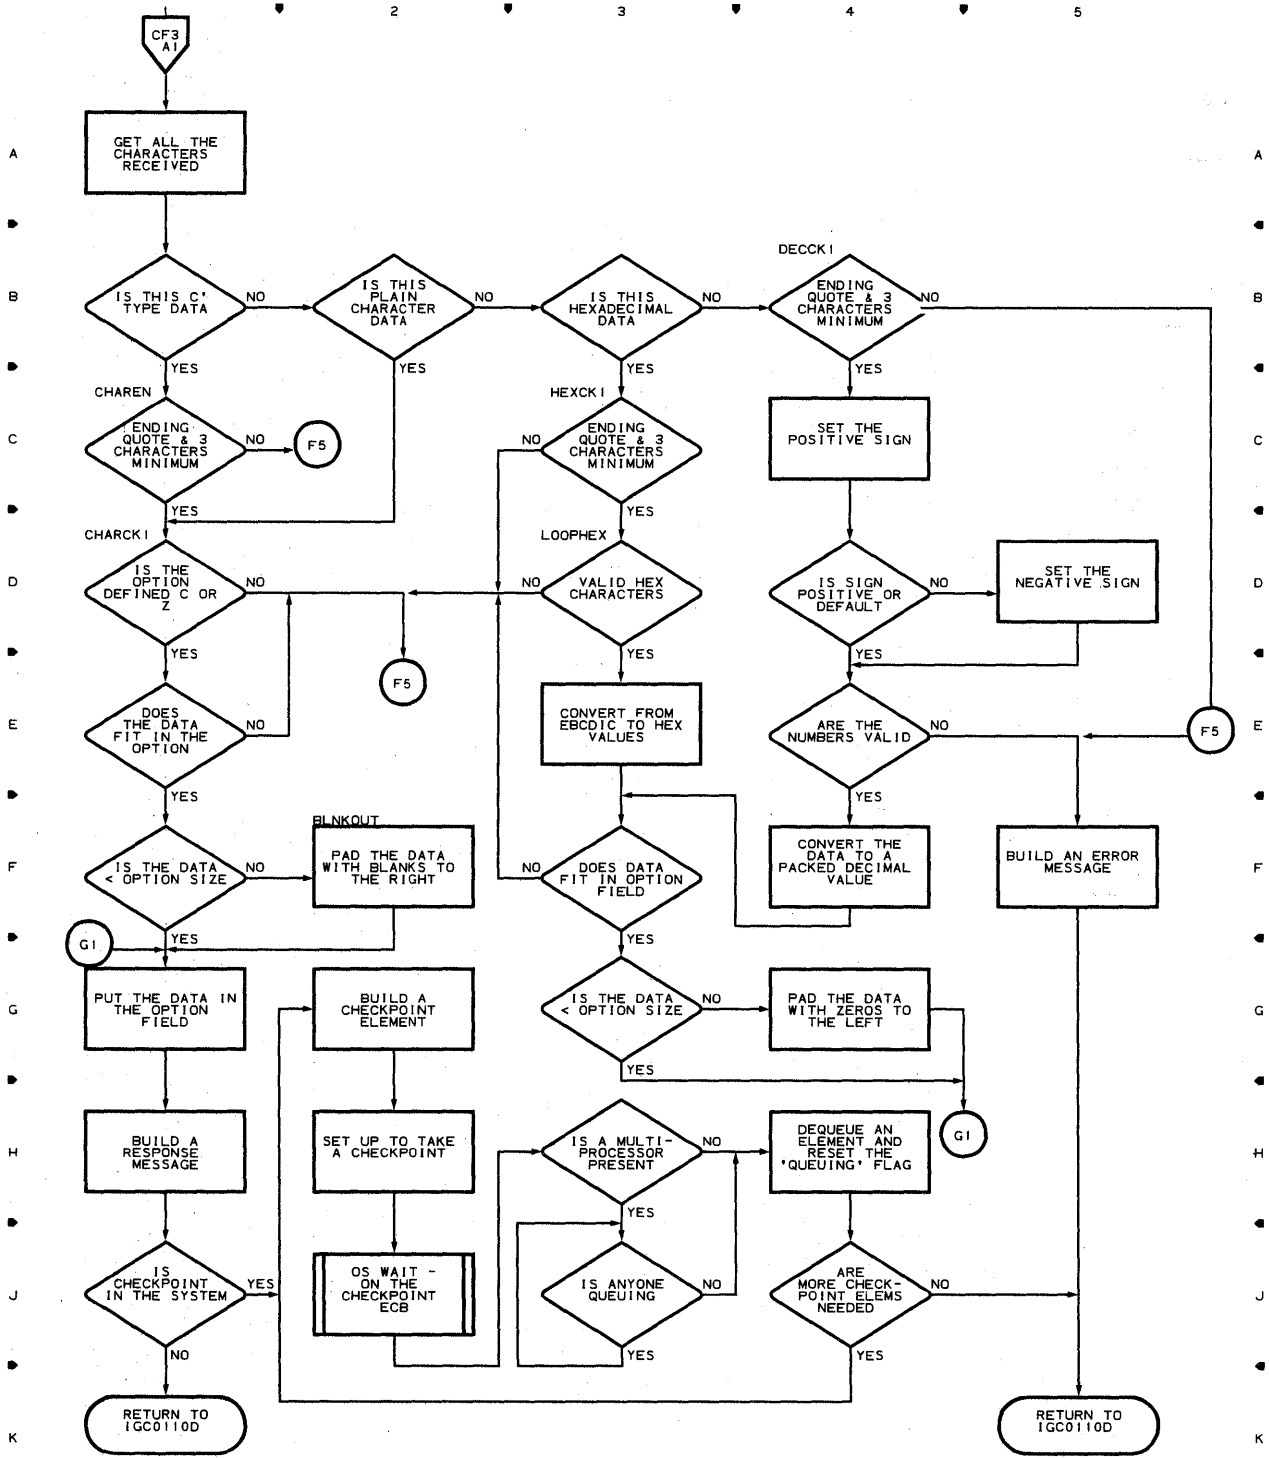 2 3 4 5
CF3
A1
GET ALL THE
CHARACTERS
RECEIVED
A A
DECCK1
B B
IS THIS C'
TYPE DATA
NO
YES
IS THIS
PLAIN
CHARACTER
DATA
NO
YES
IS THIS
HEXADECIMAL
DATA
NO
YES
ENDING
QUOTE & 3
CHARACTERS
MINIMUM
NO
YES
CHAREN
HEXCK1
C C
ENDING
QUOTE & 3
CHARACTERS
MINIMUM
NO
YES
F5
NO
ENDING
QUOTE & 3
CHARACTERS
MINIMUM
YES
SET THE
POSITIVE SIGN
CHARCK1
LOOPHEX
D D
IS THE
OPTION
DEFINED C OR
Z
NO
YES
F5
NO
VALID HEX
CHARACTERS
YES
IS SIGN
POSITIVE OR
DEFAULT
NO
YES
SET THE
NEGATIVE SIGN
E E
DOES
THE DATA
FIT IN THE
OPTION
NO
YES
CONVERT FROM
EBCDIC TO HEX
VALUES
ARE THE
NUMBERS VALID
NO
YES
F5
BLNKOUT
F F
IS THE DATA
< OPTION SIZE
NO
YES
PAD THE DATA
WITH BLANKS TO
THE RIGHT
NO
DOES DATA
FIT IN OPTION
FIELD
YES
CONVERT THE
DATA TO A
PACKED DECIMAL
VALUE
BUILD AN ERROR
MESSAGE
G1
G G
PUT THE DATA IN
THE OPTION
FIELD
BUILD A
CHECKPOINT
ELEMENT
IS THE DATA
< OPTION SIZE
NO
YES
PAD THE DATA
WITH ZEROS TO
THE LEFT
G1
H H
BUILD A
RESPONSE
MESSAGE
SET UP TO TAKE
A CHECKPOINT
IS A MULTI-
PROCESSOR
PRESENT
NO
YES
DEQUEUE AN
ELEMENT AND
RESET THE
'QUEUING' FLAG
J J
IS
CHECKPOINT
IN THE SYSTEM
YES
NO
OS WAIT -
ON THE
CHECKPOINT
ECB
IS ANYONE
QUEUING
NO
YES
ARE
MORE CHECK-
POINT ELEMS
NEEDED
NO
YES
K K
RETURN TO
IGC0110D
RETURN TO
IGC0110D